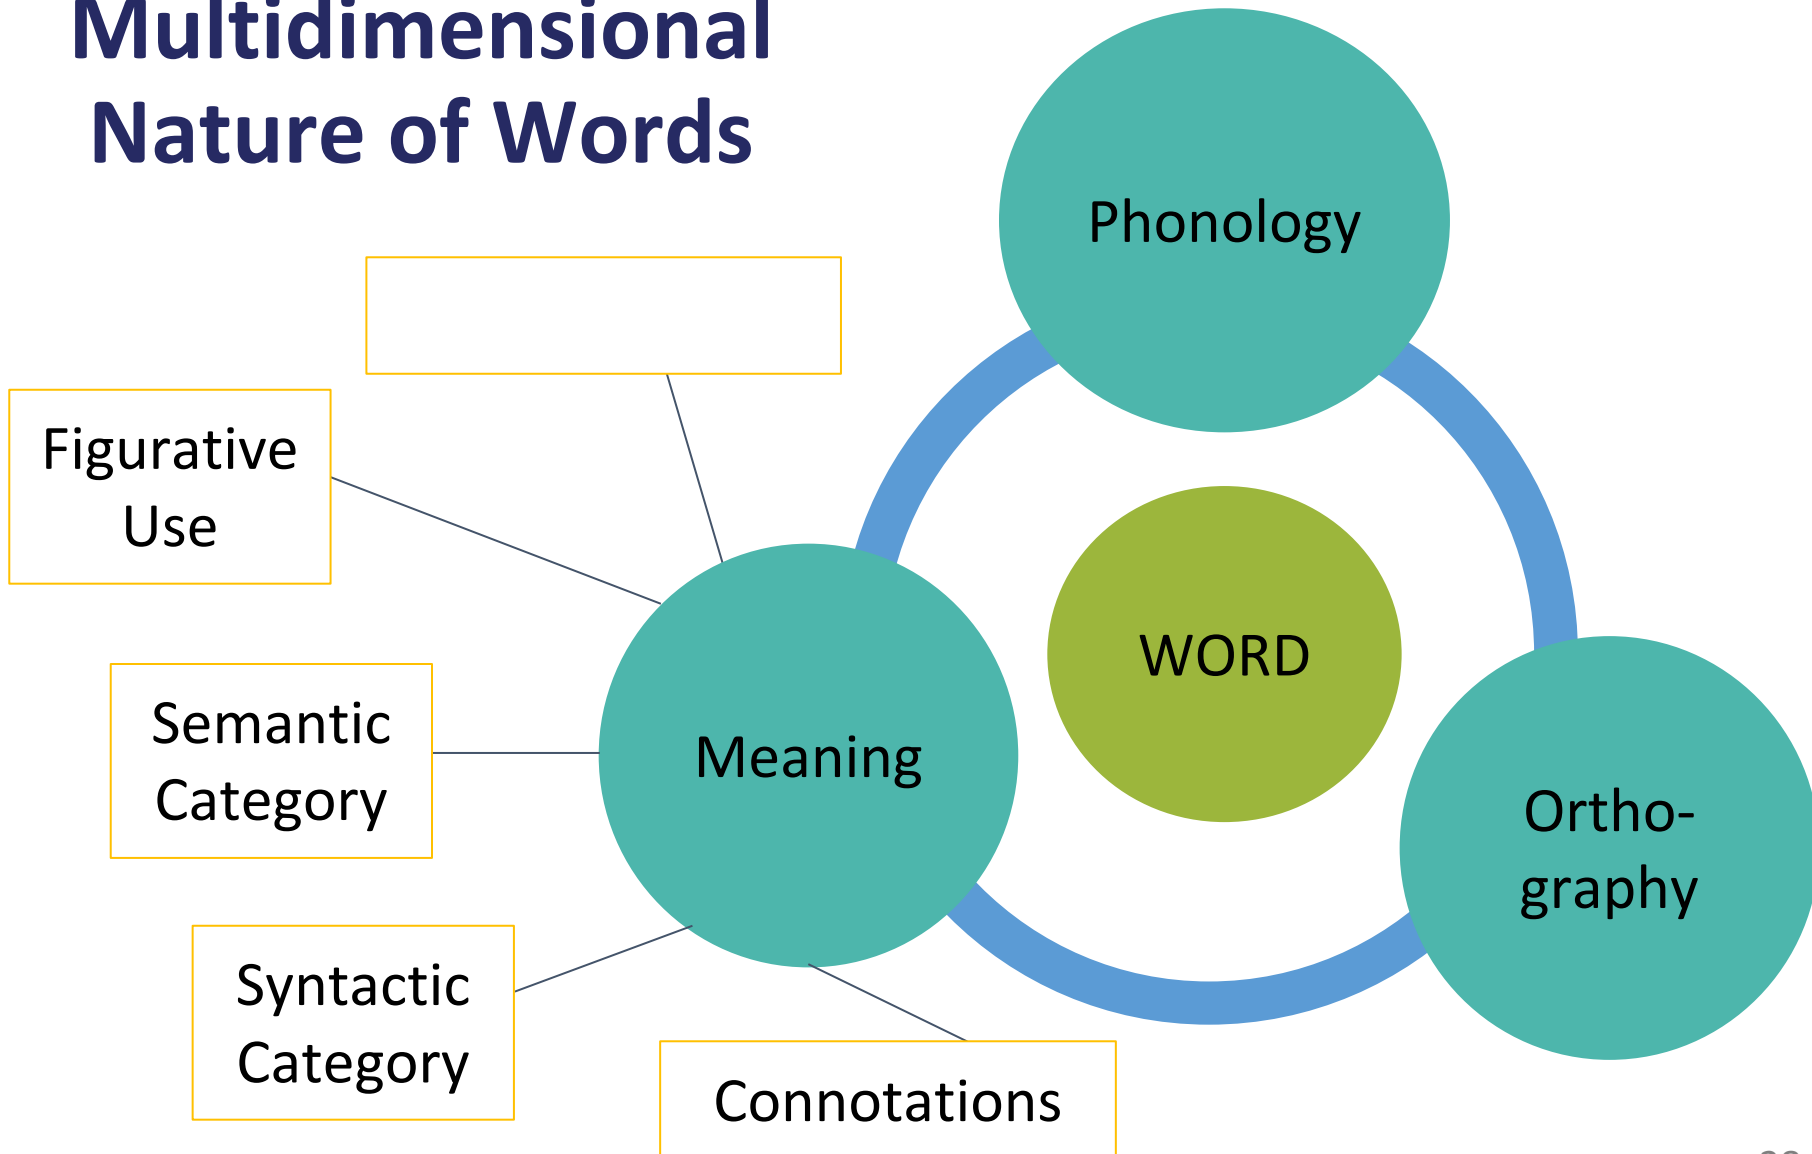 Multidimensional
Nature of Words
Phonology
Figurative
Use
WORD
Semantic
Category
Meaning
Ortho-
graphy
Syntactic
Category
Connotations